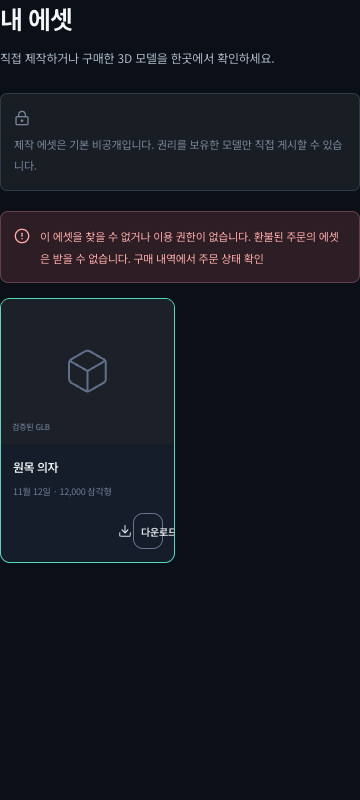 내 에셋
직접 제작하거나 구매한 3D 모델을 한곳에서 확인하세요.
제작 에셋은 기본 비공개입니다. 권리를 보유한 모델만 직접 게시할 수 있습
니다.
이 에셋을 찾을 수 없거나 이용 권한이 없습니다. 환불된 주문의 에셋
은 받을 수 없습니다. 구매 내역에서 주문 상태 확인
검증된 GLB
원목 의자
11월 12일 · 12,000 삼각형
다운로드